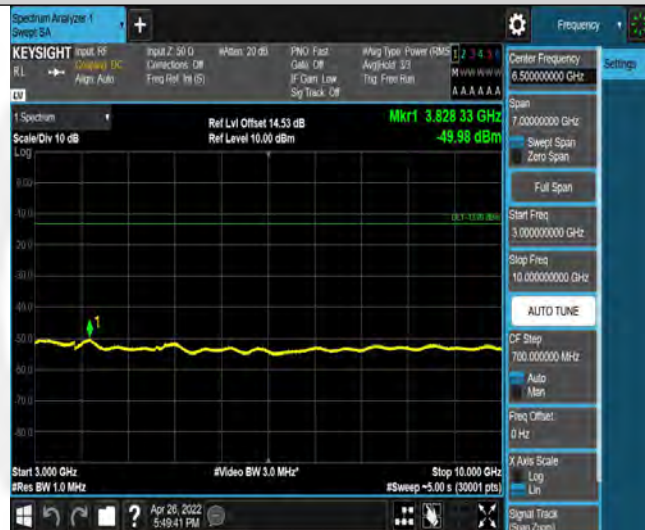 Spectrum Analyzer 1
Swept SA
+
Frequency
KEYSIGHT Input: RF Input Z: 50 Ω #Atten: 20 dB PNO: Fast #Avg Type: Power (RMS 1 2 3 4 5 6
RL Coupling: DC Corrections: Off Gate: Off Avg|Hold: 3/3 M W W W W W
Align: Auto Freq Ref: Int (S) IF Gain: Low Trig: Free Run
Sig Track: Off A A A A A A
1 Spectrum Ref Lvl Offset 14.53 dB Mkr1 3.828 33 GHz
Scale/Div 10 dB Ref Level 10.00 dBm -49.98 dBm
Log
0.00
-10.0
-20.0
-30.0
-40.0
-50.0
-60.0
-70.0
-80.0
1
Start 3.000 GHz #Video BW 3.0 MHz* Stop 10.000 GHz
#Res BW 1.0 MHz #Sweep ~5.00 s (30001 pts)
Apr 26, 2022
5:49:41 PM
Center Frequency
6.500000000 GHz
Settings
Span
7.00000000 GHz
Swept Span
Zero Span
Full Span
Start Freq
3.000000000 GHz
Stop Freq
10.000000000 GHz
AUTO TUNE
CF Step
700.000000 MHz
Auto
Man
Freq Offset
0 Hz
X Axis Scale
Log
Lin
Signal Track
(Span Zoom)